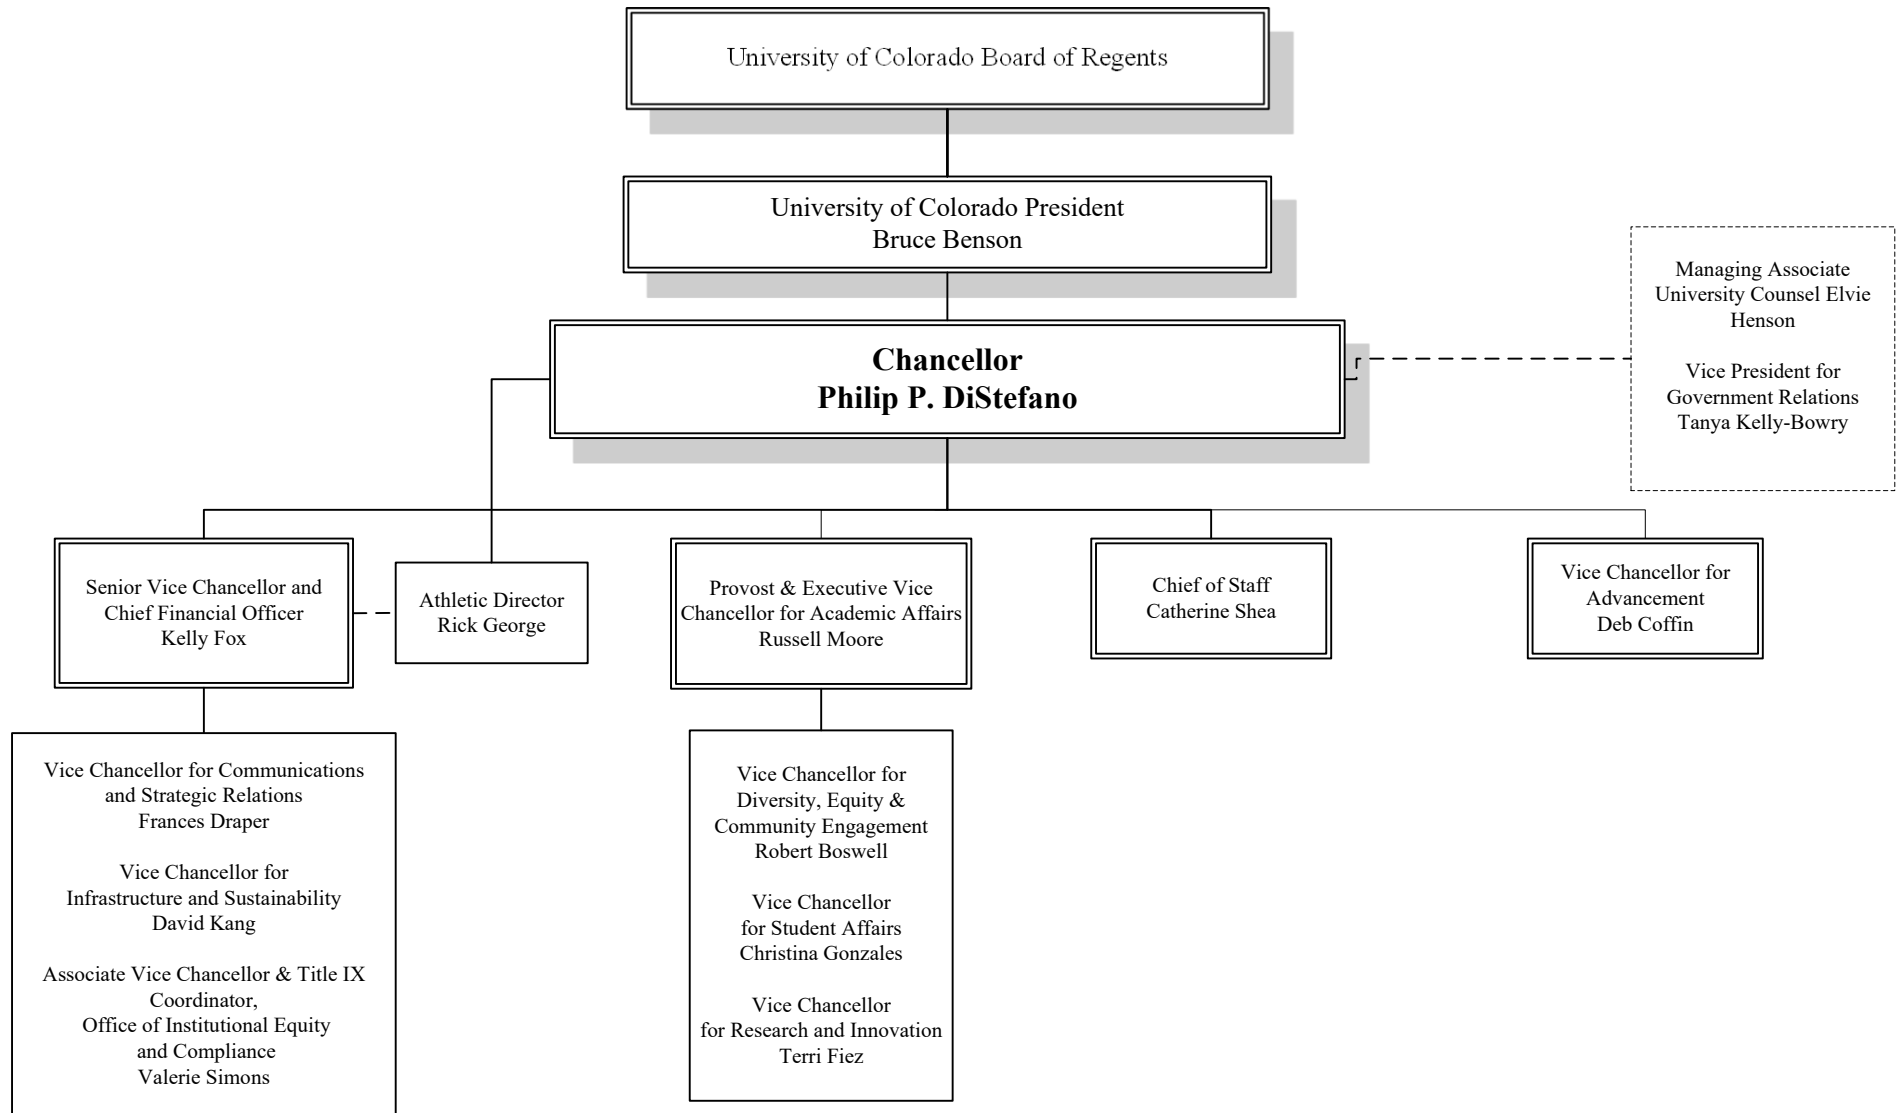 University of Colorado Board of Regents
University of Colorado President
Bruce Benson
Managing Associate
University Counsel Elvie
Henson
Vice President for
Government Relations
Tanya Kelly-Bowry
Chancellor
Philip P. DiStefano
Senior Vice Chancellor and
Chief Financial Officer
Kelly Fox
Athletic Director
Rick George
Provost & Executive Vice
Chancellor for Academic Affairs
Russell Moore
Chief of Staff
Catherine Shea
Vice Chancellor for
Advancement
Deb Coffin
Vice Chancellor for Communications
and Strategic Relations
Frances Draper
Vice Chancellor for
Infrastructure and Sustainability
David Kang
Associate Vice Chancellor & Title IX
Coordinator,
Office of Institutional Equity
and Compliance
Valerie Simons
Vice Chancellor for
Diversity, Equity &
Community Engagement
Robert Boswell
Vice Chancellor
for Student Affairs
Christina Gonzales
Vice Chancellor
for Research and Innovation
Terri Fiez